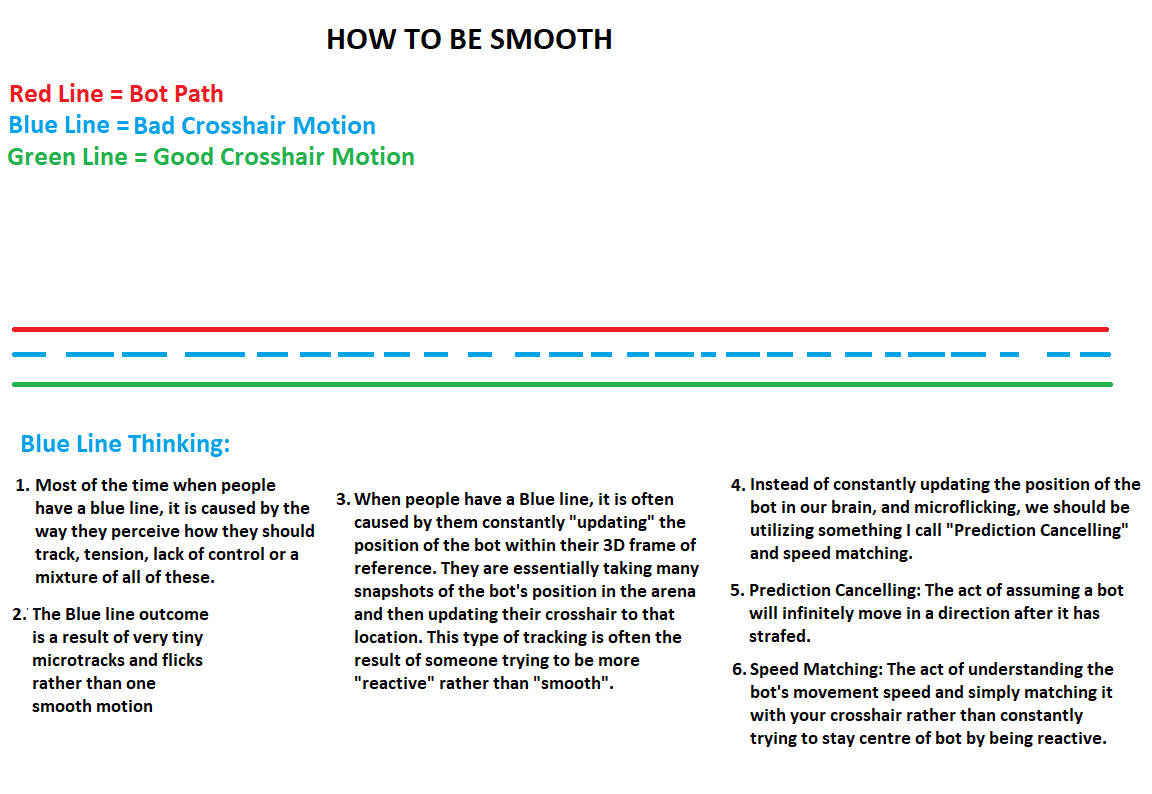 HOW TO BE SMOOTH
Red Line = Bot Path
Blue Line = Bad Crosshair Motion
Green Line = Good Crosshair Motion
Blue Line Thinking:
1. Most of the time when people
have a blue line, it is caused by the
way they perceive how they should
track, tension, lack of control or a
mixture of all of these.
2. The Blue line outcome
is a result of very tiny
microtracks and flicks
rather than one
smooth motion
3. When people have a Blue line, it is often
caused by them constantly "updating" the
position of the bot within their 3D frame of
reference. They are essentially taking many
snapshots of the bot's position in the arena
and then updating their crosshair to that
location. This type of tracking is often the
result of someone trying to be more
"reactive" rather than "smooth".
4. Instead of constantly updating the position of the
bot in our brain, and microflicking, we should be
utilizing something I call "Prediction Cancelling"
and speed matching.
5. Prediction Cancelling: The act of assuming a bot
will infinitely move in a direction after it has
strafed.
6. Speed Matching: The act of understanding the
bot's movement speed and simply matching it
with your crosshair rather than constantly
trying to stay centre of bot by being reactive.